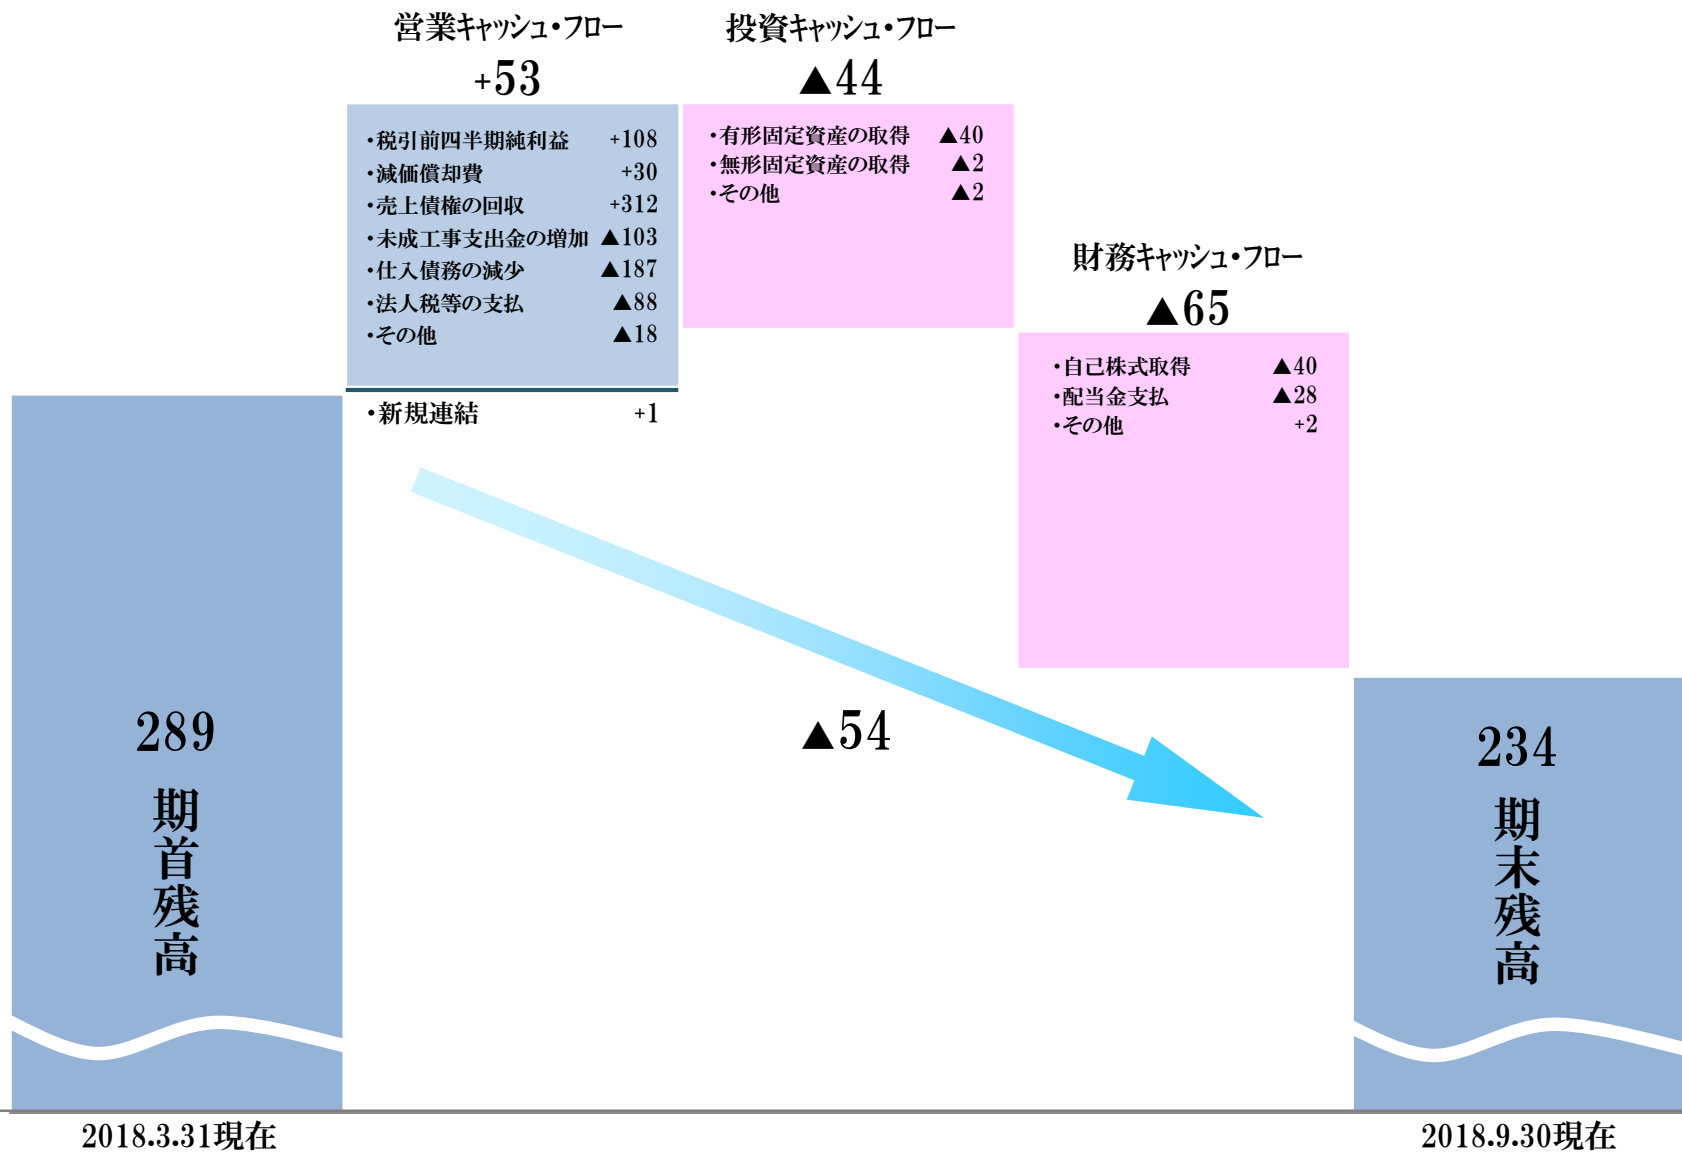 営業キャッシュ・フロー
+53
・税引前四半期純利益 +108
・減価償却費 +30
・売上債権の回収 +312
・未成工事支出金の増加 ▲103
・仕入債務の減少 ▲187
・法人税等の支払 ▲88
・その他 ▲18
・新規連結 +1
投資キャッシュ・フロー
▲44
・有形固定資産の取得 ▲40
・無形固定資産の取得 ▲2
・その他 ▲2
財務キャッシュ・フロー
▲65
・自己株式取得 ▲40
・配当金支払 ▲28
・その他 +2
289
期首残高
▲54
234
期末残高
2018.3.31現在
2018.9.30現在